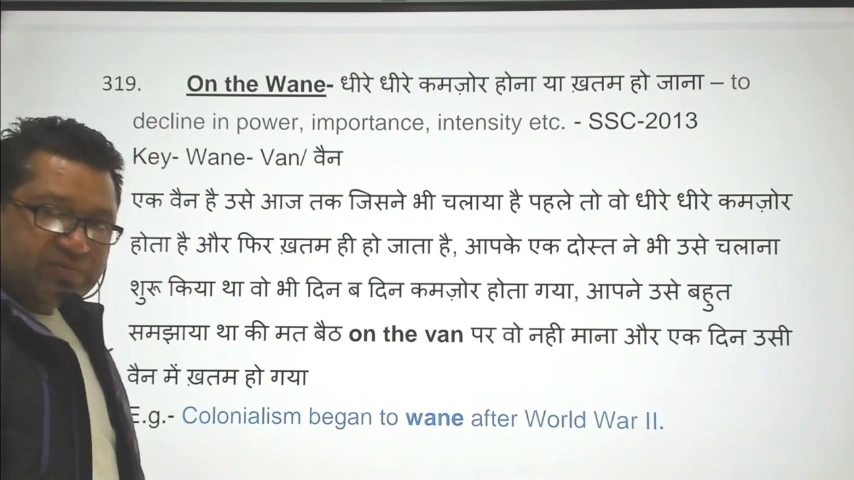 319. On the Wane- धीरे धीरे कमज़ोर होना या ख़तम हो जाना – to
decline in power, importance, intensity etc. - SSC-2013
Key- Wane- Van/ वैन
एक वैन है उसे आज तक जिसने भी चलाया है पहले तो वो धीरे धीरे कमज़ोर
होता है और फिर ख़तम ही हो जाता है, आपके एक दोस्त ने भी उसे चलाना
शुरू किया था वो भी दिन ब दिन कमज़ोर होता गया, आपने उसे बहुत
समझाया था की मत बैठ on the van पर वो नही माना और एक दिन उसी
वैन में ख़तम हो गया
E.g.- Colonialism began to wane after World War II.